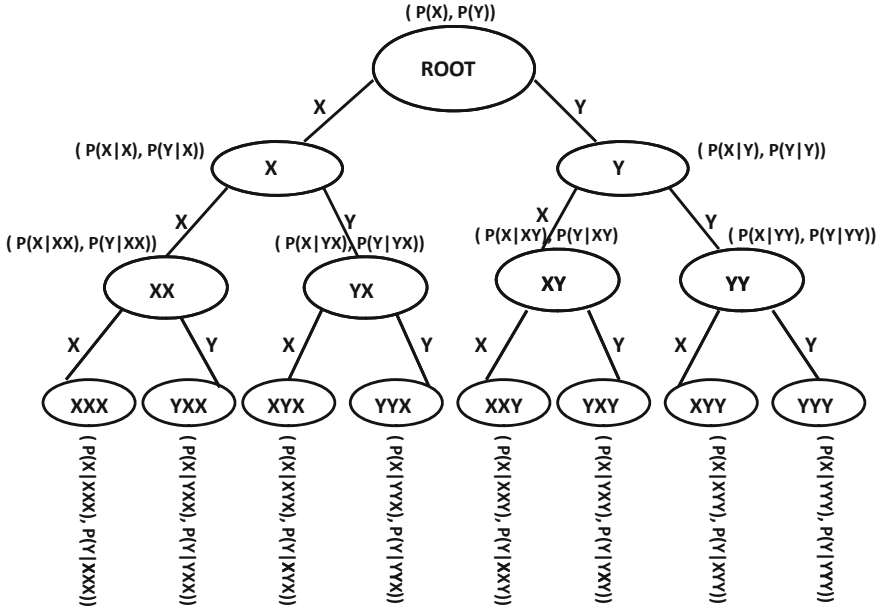 ( P(X), P(Y))
ROOT
X Y
( P(X|X), P(Y|X)) X Y ( P(X|Y), P(Y|Y))
X Y X Y
( P(X|XX), P(Y|XX)) ( P(X|YX), P(Y|YX)) ( P(X|XY), P(Y|XY) ( P(X|YY), P(Y|YY))
XX YX XY YY
X Y X Y X Y X Y
XXX YXX XYX YYX XXY YXY XYY YYY
( P(X|XXX), P(Y|XXX))
( P(X|YXX), P(Y|YXX))
( P(X|XYX), P(Y|XYX))
( P(X|YYX), P(Y|YYX))
( P(X|XXY), P(Y|XXY))
( P(X|YXY), P(Y|YXY))
( P(X|XYY), P(Y|XYY))
( P(X|YYY), P(Y|YYY))